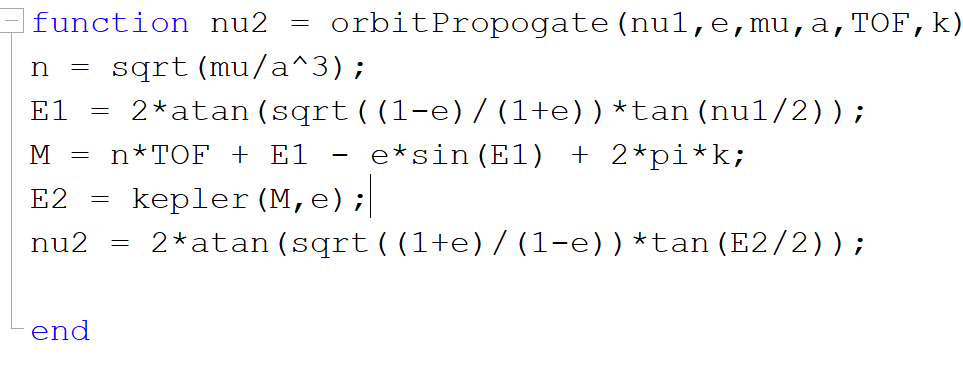 function nu2 = orbitPropogate(nu1,e,mu,a,TOF,k)
n = sqrt(mu/a^3);
E1 = 2*atan(sqrt((1-e)/(1+e))*tan(nu1/2));
M = n*TOF + E1 - e*sin(E1) + 2*pi*k;
E2 = kepler(M,e);
nu2 = 2*atan(sqrt((1+e)/(1-e))*tan(E2/2));
end